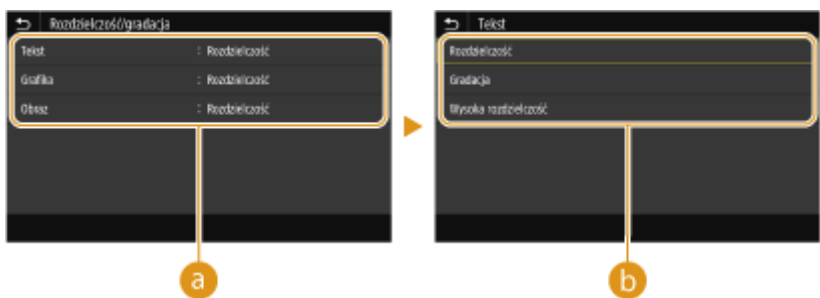 Rozdzielczość/gradacja
Tekst : Rozdzielczość
Grafika : Rozdzielczość
Obraz : Rozdzielczość
a
Tekst
Rozdzielczość
Gradacja
Wysoka rozdzielczość
b